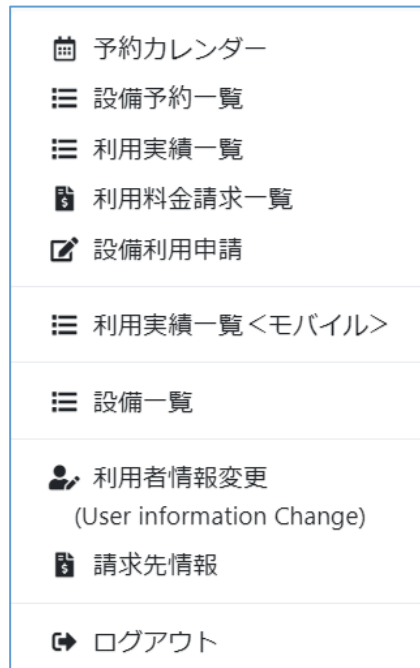 予約カレンダー
設備予約一覧
利用実績一覧
利用料金請求一覧
設備利用申請
利用実績一覧＜モバイル＞
設備一覧
利用者情報変更
(User information Change)
請求先情報
ログアウト